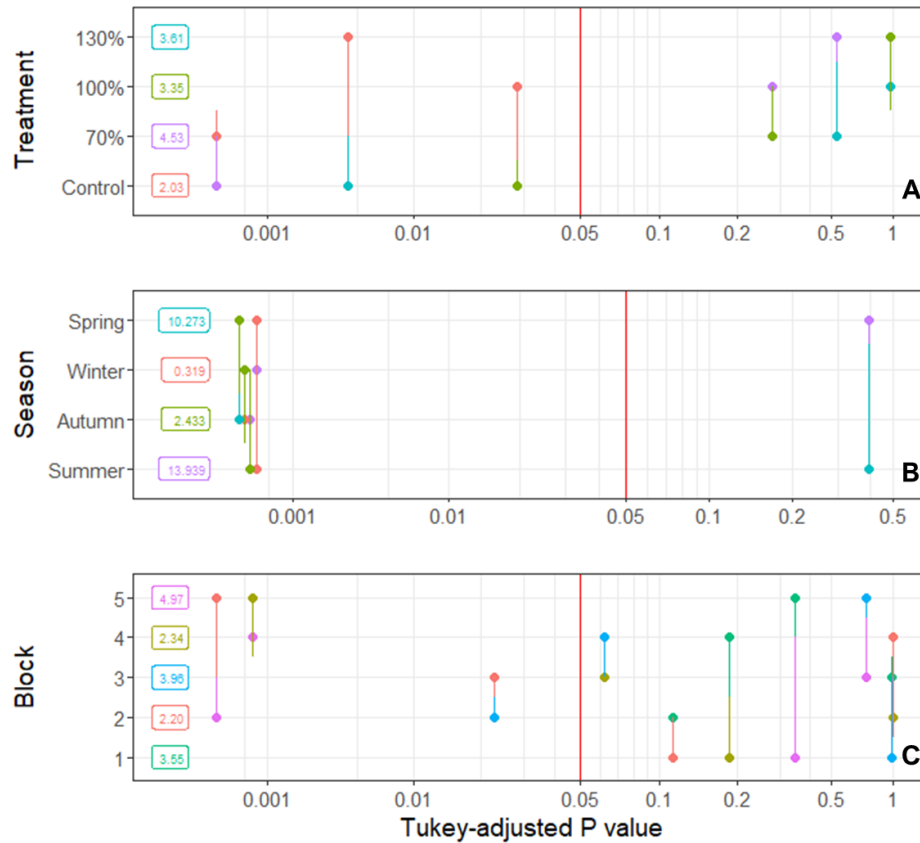 Treatment
130% 3.61
100% 3.35
70% 4.53
Control 2.03
A
0.001 0.01 0.05 0.1 0.2 0.5 1
Season
Spring 10.273
Winter 0.319
Autumn 2.433
Summer 13.939
B
0.001 0.01 0.05 0.1 0.2 0.5
Block
5 4.97
4 2.34
3 3.96
2 2.20
1 3.55
C
0.001 0.01 0.05 0.1 0.2 0.5 1
Tukey-adjusted P value